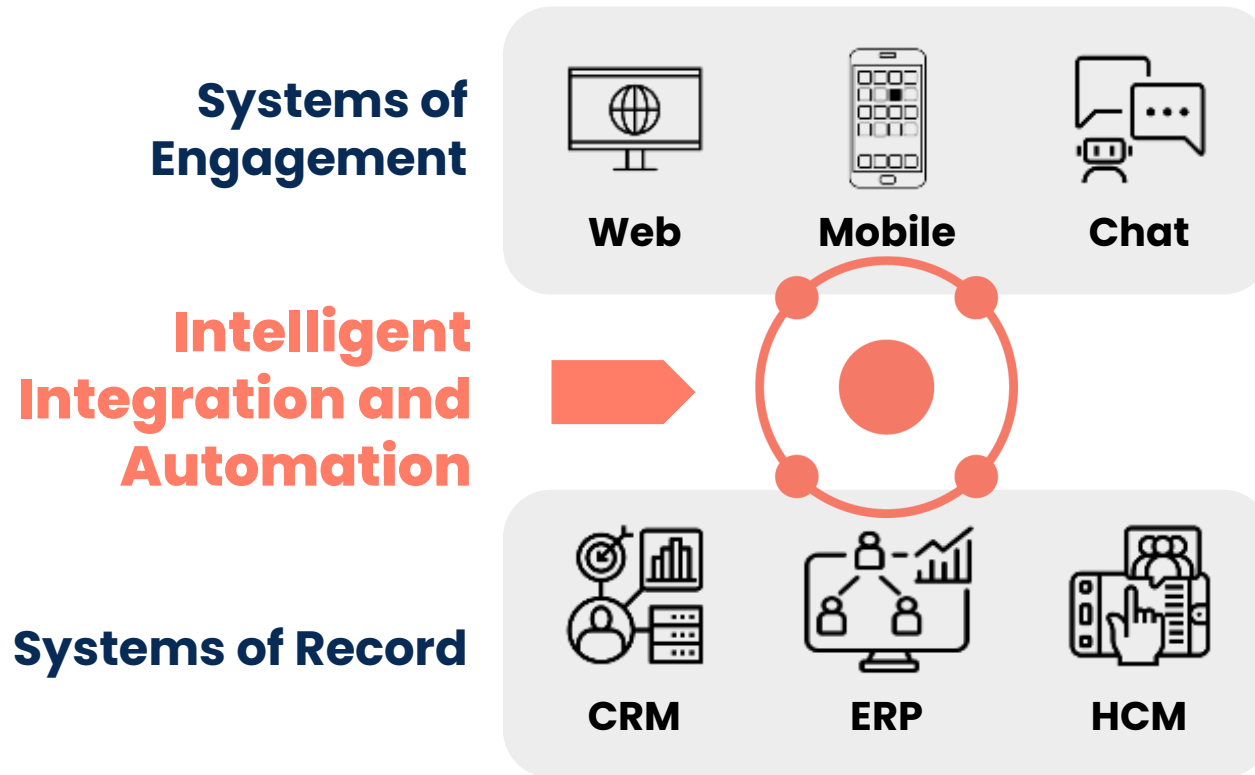 Systems of
Engagement
Web
Mobile
Chat
Intelligent
Integration and
Automation
Systems of Record
CRM
ERP
HCM